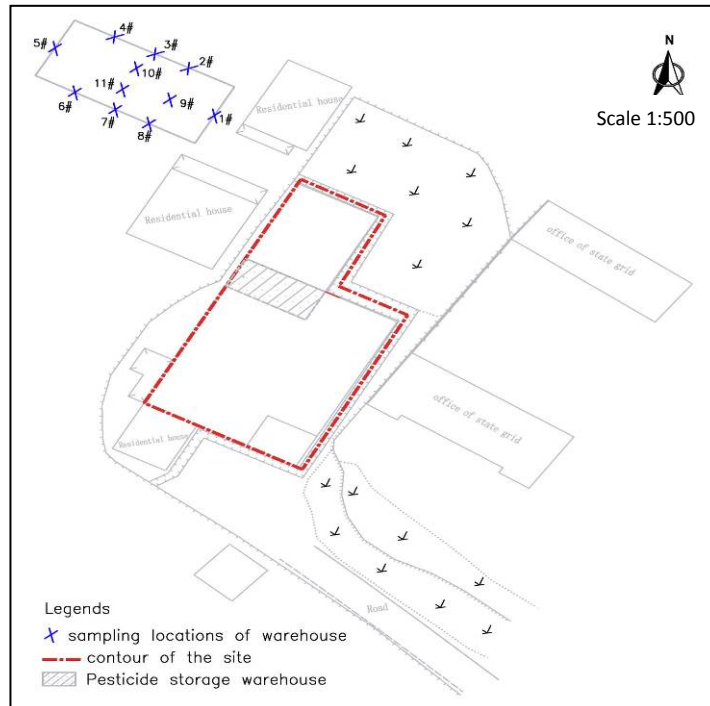 4#
5#
3#
2#
10#
11#
9#
6#
7#
8#
1#
N
Scale 1:500
Residential house
Residential house
office of state grid
office of state grid
Residential house
Road
Legends
sampling locations of warehouse
contour of the site
Pesticide storage warehouse